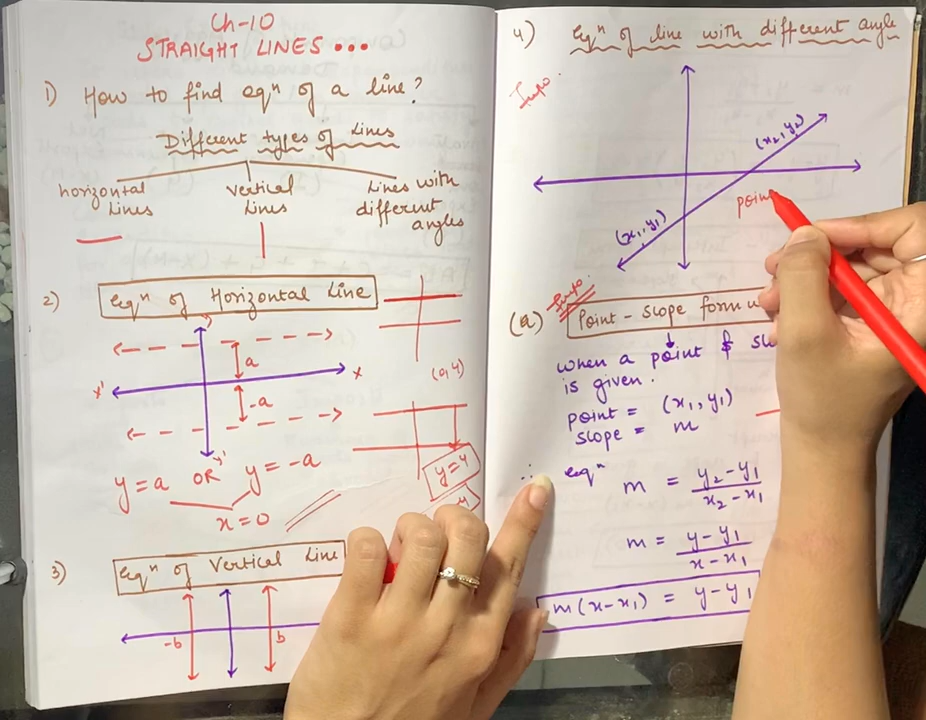 Ch-10
STRAIGHT LINES...
1) How to find eqⁿ of a line?
Different types of Lines
horizontal Lines
vertical Lines
Lines with different angles
2) eqⁿ of Horizontal Line
a
x'
x
-a
y'
(0,4)
y=a OR y=-a
x=0
y=4
3) eqⁿ of Vertical Line
-b
b
4) eqⁿ of line with different angle
Impo.
(x₂, y₂)
(x₁, y₁)
poin
(a) Impo.
Point-slope form
when a point &
is given.
point = (x₁, y₁)
slope = m
∴ eqⁿ
m = y₂-y₁ / x₂-x₁
m = y-y₁ / x-x₁
m(x-x₁) = y-y₁